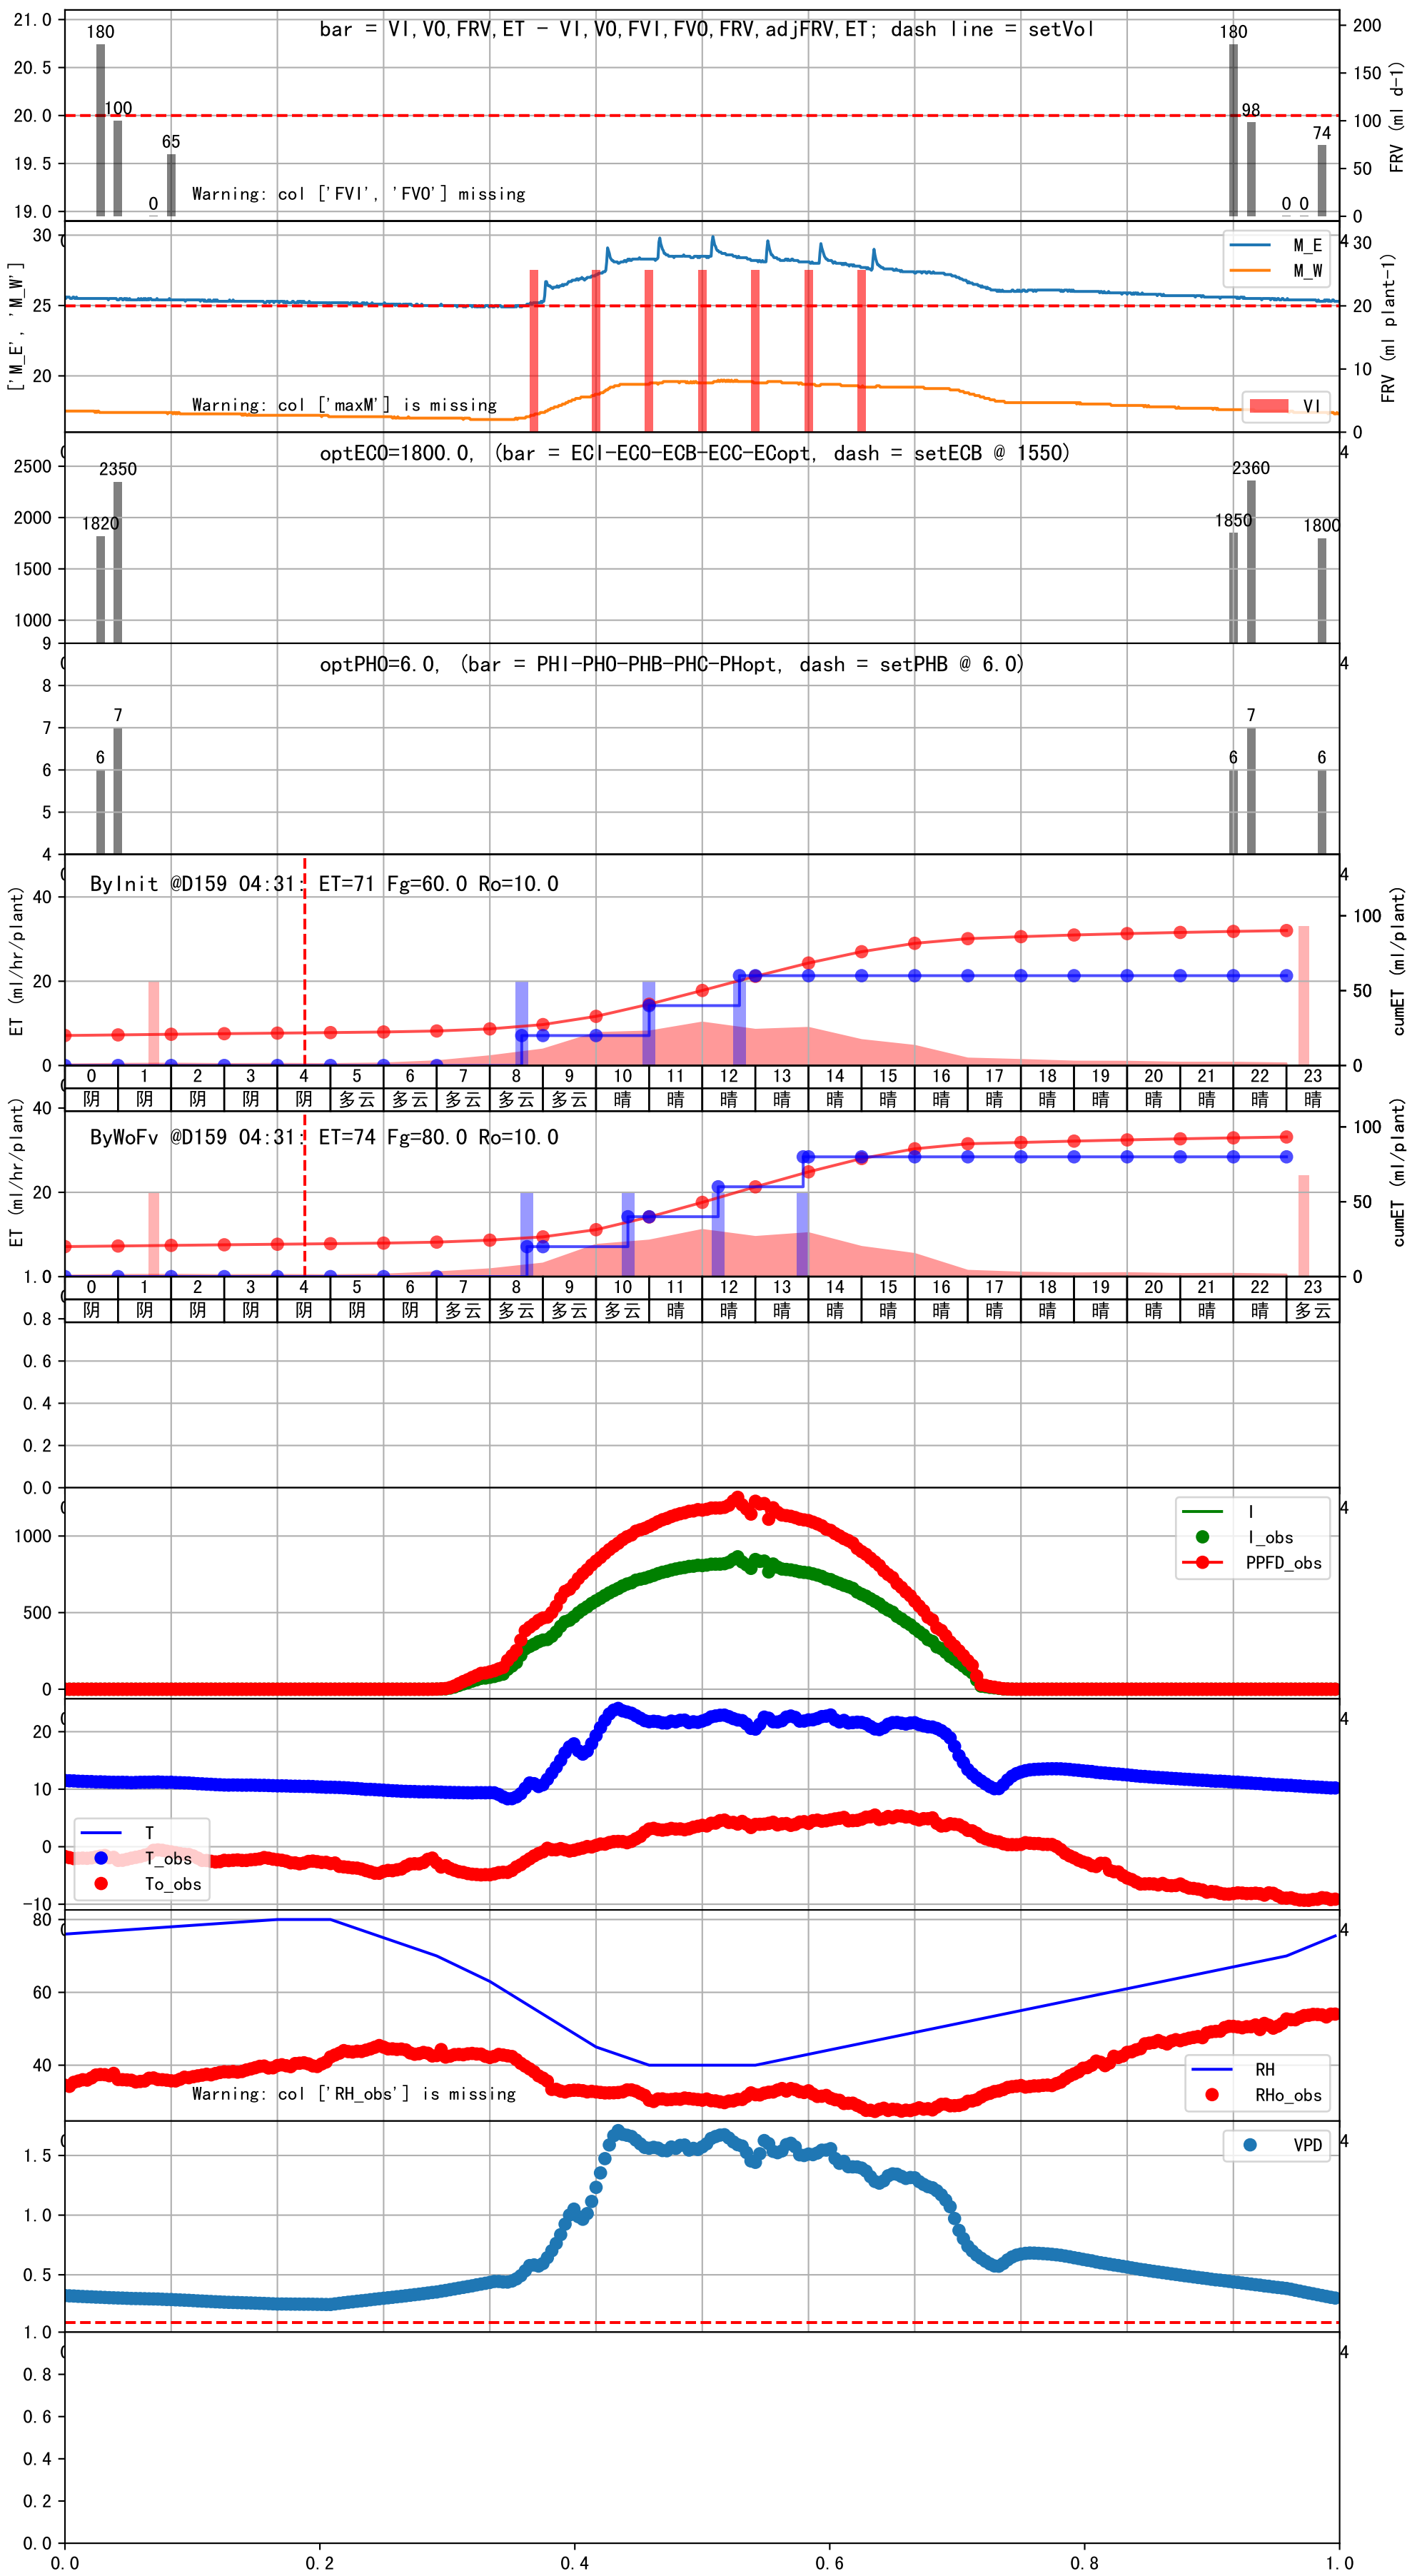 bar = VI,VO,FRV,ET - VI,VO,FVI,FVO,FRV,adjFRV,ET; dash line = setVol
21.0
20.5
20.0
19.5
19.0
180
100
0
65
180
98
0
0
74
200
150
100
50
0
FRV (ml d-1)
Warning: col ['FVI', 'FVO'] missing
['M_E', 'M_W']
30
25
20
4
30
20
10
0
FRV (ml plant-1)
M_E
M_W
VI
Warning: col ['maxM'] is missing
optECO=1800.0, (bar = ECI-ECO-ECB-ECC-ECopt, dash = setECB @ 1550)
4
2500
2000
1500
1000
1820
2350
1850
2360
1800
optPHO=6.0, (bar = PHI-PHO-PHB-PHC-PHopt, dash = setPHB @ 6.0)
4
9
8
7
6
5
4
6
7
6
7
6
ByInit @D159 04:31: ET=71 Fg=60.0 Ro=10.0
4
ET (ml/hr/plant)
40
20
0
100
50
0
cumET (ml/plant)
0 1 2 3 4 5 6 7 8 9 10 11 12 13 14 15 16 17 18 19 20 21 22 23
阴 阴 阴 阴 阴 多云 多云 多云 多云 多云 晴 晴 晴 晴 晴 晴 晴 晴 晴 晴 晴 晴 晴 晴
ByWoFv @D159 04:31: ET=74 Fg=80.0 Ro=10.0
ET (ml/hr/plant)
40
20
100
50
0
cumET (ml/plant)
0 1 2 3 4 5 6 7 8 9 10 11 12 13 14 15 16 17 18 19 20 21 22 23
阴 阴 阴 阴 阴 阴 阴 多云 多云 多云 多云 晴 晴 晴 晴 晴 晴 晴 晴 晴 晴 晴 晴 多云
1.0
0.8
0.6
0.4
0.2
0.0
4
1000
500
0
I
I_obs
PPFD_obs
4
20
10
0
-10
T
T_obs
To_obs
4
80
60
40
Warning: col ['RH_obs'] is missing
RH
RHo_obs
4
1.5
1.0
0.5
VPD
4
1.0
0.8
0.6
0.4
0.2
0.0
0.0 0.2 0.4 0.6 0.8 1.0